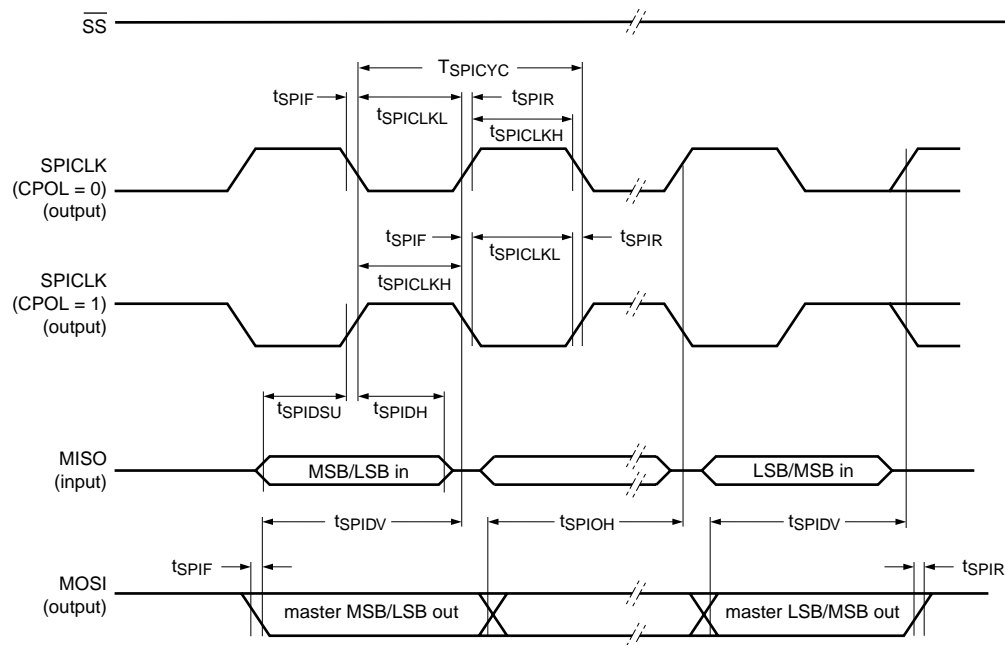 SS
TSPICYC
tSPIF
tSPIR
tSPICLKL
tSPICLKH
SPICLK
(CPOL = 0)
(output)
tSPIF
tSPICLKL
tSPIR
tSPICLKH
SPICLK
(CPOL = 1)
(output)
tSPIDSU
tSPIDH
MISO
(input)
MSB/LSB in
LSB/MSB in
tSPIDV
tSPIOH
tSPIDV
tSPIF
tSPIR
MOSI
(output)
master MSB/LSB out
master LSB/MSB out